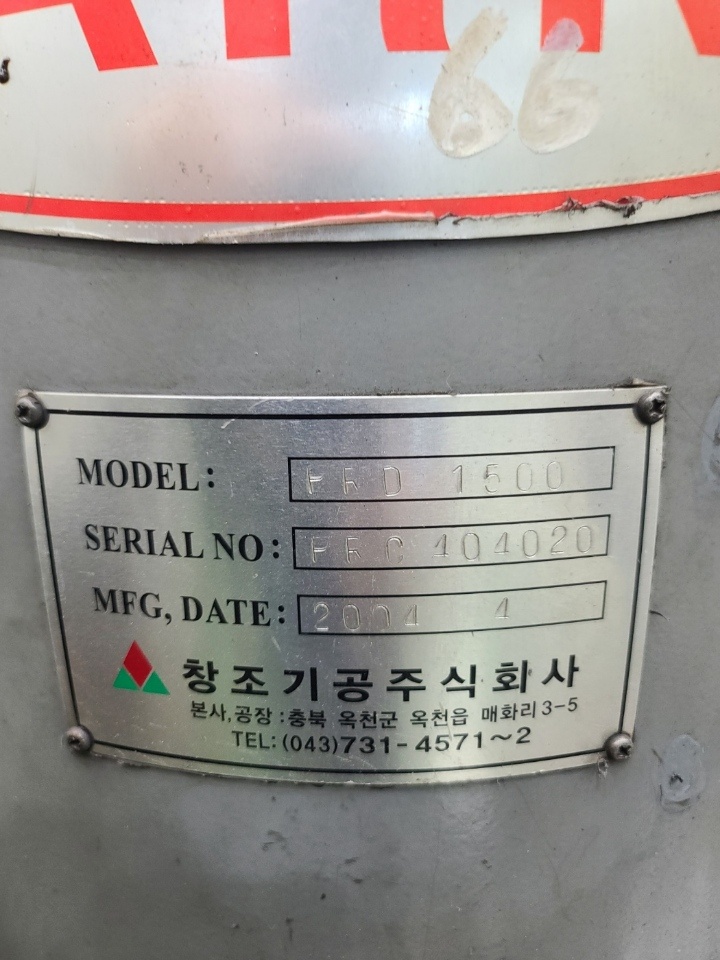 66
MODEL: FRD 1500
SERIAL NO: FRC 404020
MFG, DATE: 2004 4
창조기공주식회사
본사,공장 : 충북 옥천군 옥천읍 매화리 3-5
TEL: (043)731-4571~2